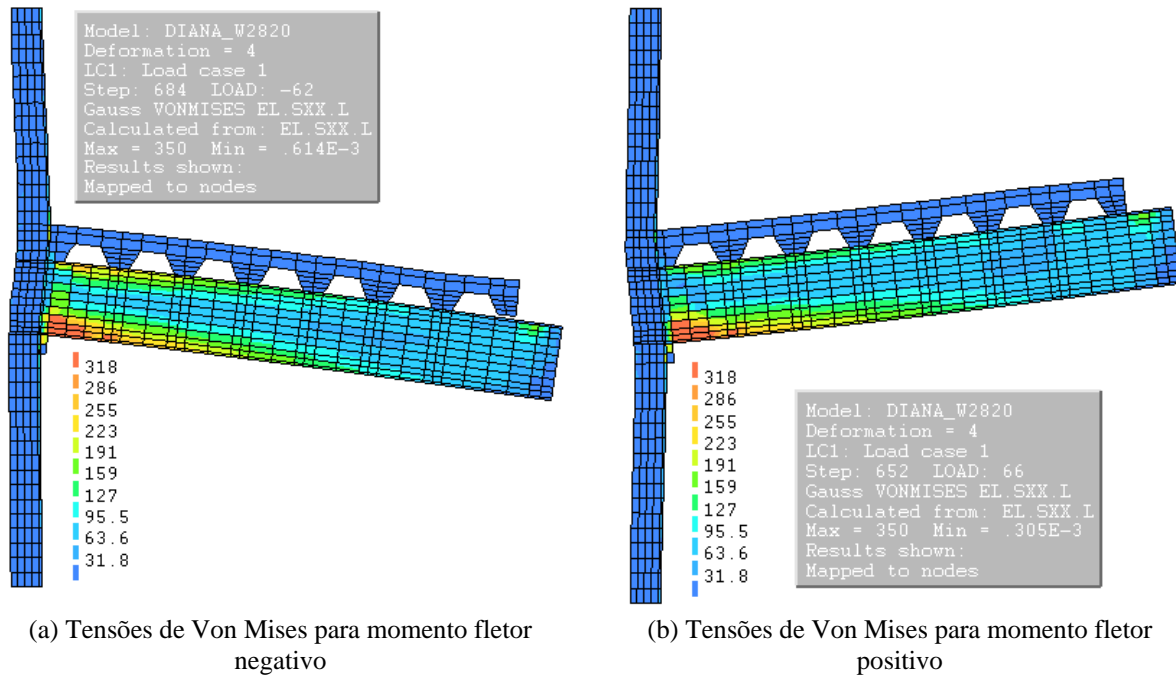 Model: DIANA_W2820
Deformation = 4
LC1: Load case 1
Step: 684 LOAD: -62
Gauss VONMISES EL.SXX.L
Calculated from: EL.SXX.L
Max = 350 Min = .614E-3
Results shown:
Mapped to nodes
318
286
255
223
191
159
127
95.5
63.6
31.8
(a) Tensões de Von Mises para momento fletor
negativo
318
286
255
223
191
159
127
95.5
63.6
31.8
Model: DIANA_W2820
Deformation = 4
LC1: Load case 1
Step: 652 LOAD: 66
Gauss VONMISES EL.SXX.L
Calculated from: EL.SXX.L
Max = 350 Min = .305E-3
Results shown:
Mapped to nodes
(b) Tensões de Von Mises para momento fletor
positivo